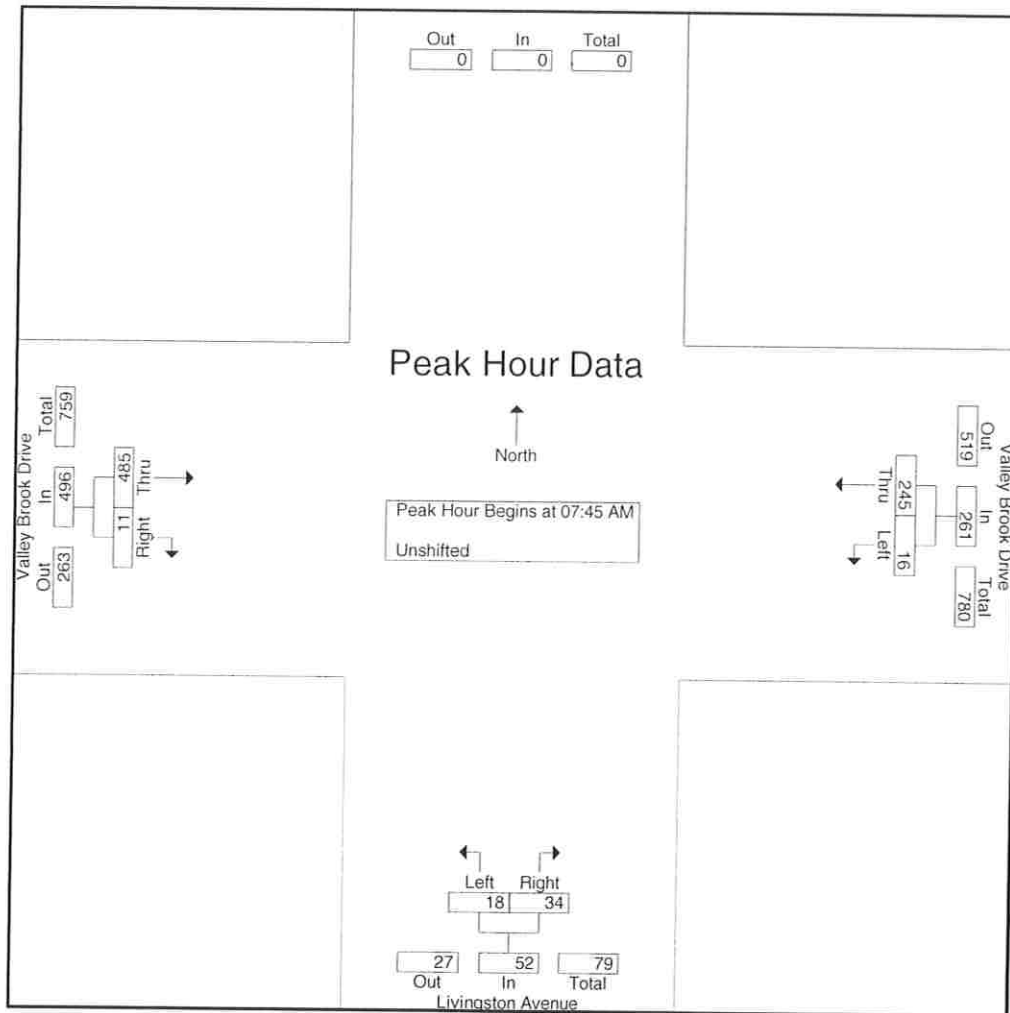 Out In Total
0 0 0
Peak Hour Data
North
Peak Hour Begins at 07:45 AM
Unshifted
Valley Brook Drive
Total In Out
759 496 263
485 11
Thru Right
Valley Brook Drive
Out In Total
519 261 780
245 16
Thru Left
Left Right
18 34
27 52 79
Out In Total
Livingston Avenue